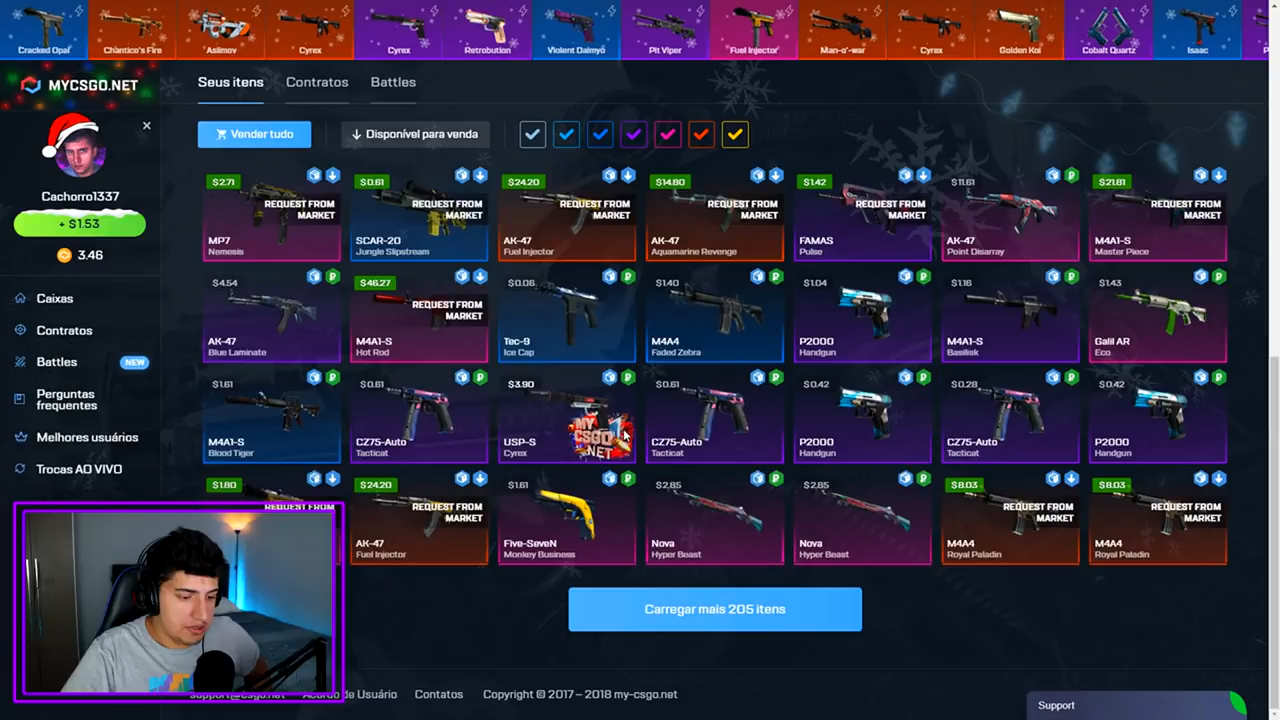 Cracked Opal
Chantico's Fire
Asiimov
Cyrex
Cyrex
Retrobution
Violent Daimyo
Pit Viper
Fuel Injector
Man-o'-war
Cyrex
Golden Koi
Cobalt Quartz
Isaac
MYCSGO.NET
Seus itens
Contratos
Battles
Vender tudo
Disponível para venda
Cachorro1337
+ $1.53
3.46
Caixas
Contratos
Battles
NEW
Perguntas
frequentes
Melhores usuários
Trocas AO VIVO
$2.71
REQUEST FROM
MARKET
MP7
Nemesis
$0.61
REQUEST FROM
MARKET
SCAR-20
Jungle Slipstream
$24.20
REQUEST FROM
MARKET
AK-47
Fuel Injector
$14.80
REQUEST FROM
MARKET
AK-47
Aquamarine Revenge
$1.42
REQUEST FROM
MARKET
FAMAS
Pulse
$11.61
AK-47
Point Disarray
$21.81
REQUEST FROM
MARKET
M4A1-S
Master Piece
$4.54
AK-47
Blue Laminate
$46.27
REQUEST FROM
MARKET
M4A1-S
Hot Rod
$0.06
Tec-9
Ice Cap
$1.40
M4A4
Faded Zebra
$1.04
P2000
Handgun
$1.16
M4A1-S
Basilisk
$1.43
Galil AR
Eco
$1.61
M4A1-S
Blood Tiger
$0.61
CZ75-Auto
Tacticat
$3.90
USP-S
Cyrex
MY
CSGO
.NET
$0.61
CZ75-Auto
Tacticat
$0.42
P2000
Handgun
$0.28
CZ75-Auto
Tacticat
$0.42
P2000
Handgun
$1.80
REQUEST FROM
$24.20
REQUEST FROM
MARKET
AK-47
Fuel Injector
$1.61
Five-SeveN
Monkey Business
$2.85
Nova
Hyper Beast
$2.85
Nova
Hyper Beast
$8.03
REQUEST FROM
MARKET
M4A4
Royal Paladin
$8.03
REQUEST FROM
MARKET
M4A4
Royal Paladin
Carregar mais 205 itens
support@csgo.net
Acordo de Usuário
Contatos
Copyright © 2017 – 2018 my-csgo.net
Support